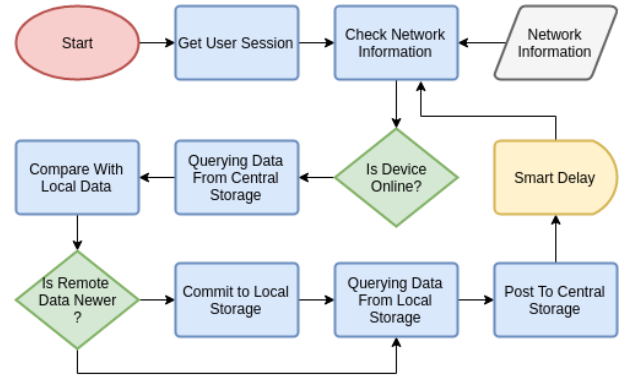 Start
Get User Session
Check Network
Information
Network
Information
Is Device
Online?
Querying Data
From Central
Storage
Compare With
Local Data
Smart Delay
Is Remote
Data Newer
?
Commit to Local
Storage
Querying Data
From Local
Storage
Post To Central
Storage